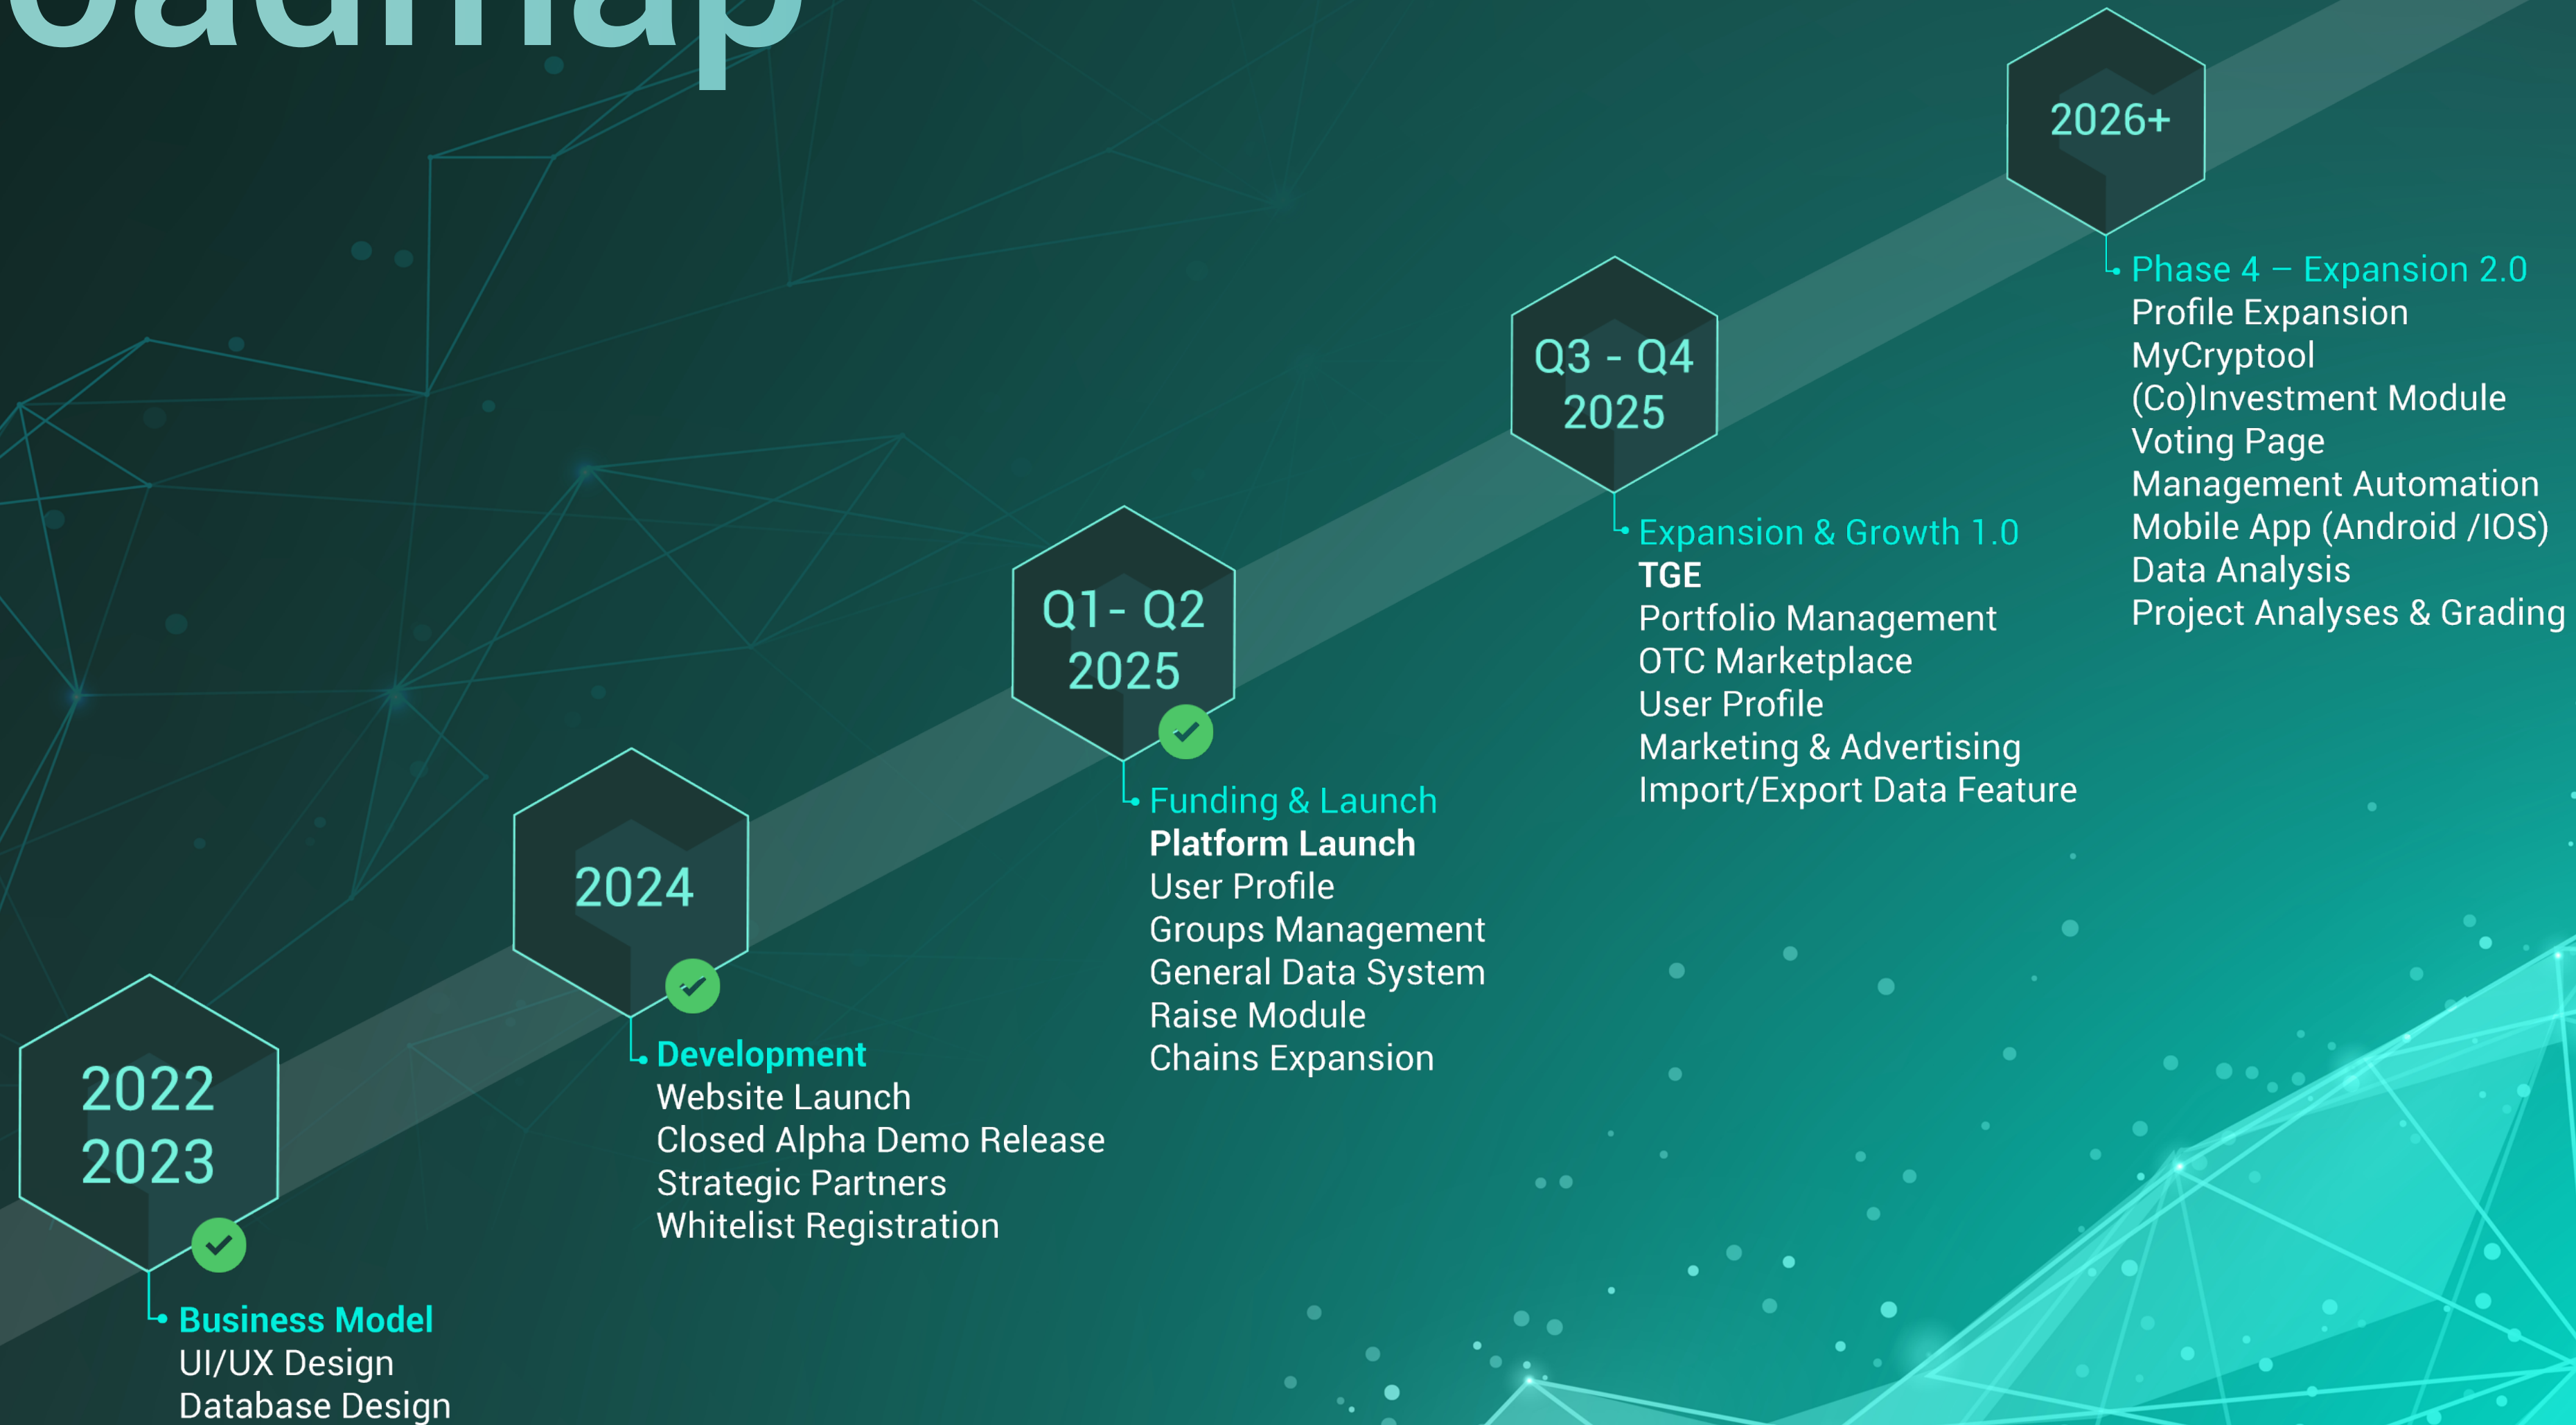 oadmap
2022
2023
Business Model
UI/UX Design
Database Design
2024
Development
Website Launch
Closed Alpha Demo Release
Strategic Partners
Whitelist Registration
Q1- Q2
2025
Funding & Launch
Platform Launch
User Profile
Groups Management
General Data System
Raise Module
Chains Expansion
Q3 - Q4
2025
Expansion & Growth 1.0
TGE
Portfolio Management
OTC Marketplace
User Profile
Marketing & Advertising
Import/Export Data Feature
2026+
Phase 4 – Expansion 2.0
Profile Expansion
MyCryptool
(Co)Investment Module
Voting Page
Management Automation
Mobile App (Android /IOS)
Data Analysis
Project Analyses & Grading